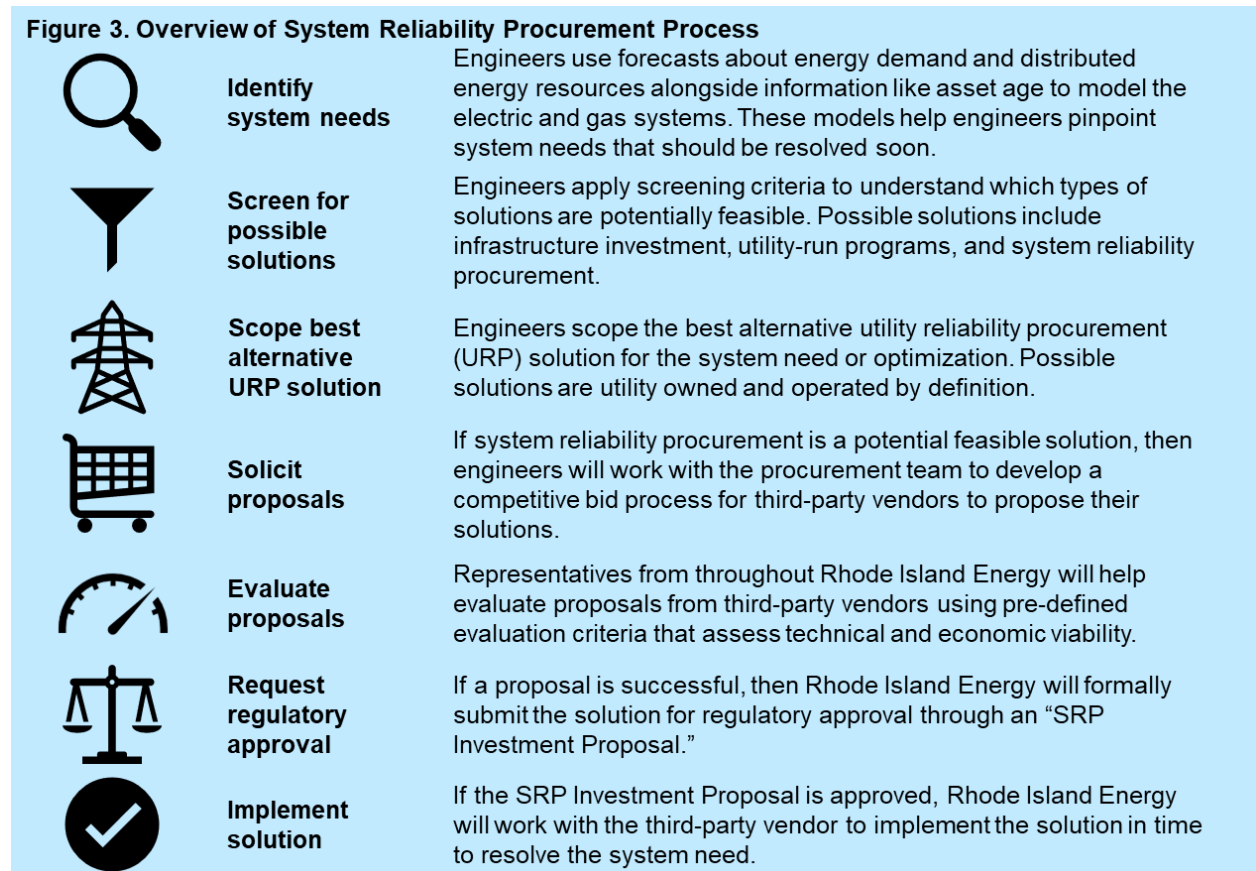 Figure 3. Overview of System Reliability Procurement Process
Identify
system needs
Engineers use forecasts about energy demand and distributed
energy resources alongside information like asset age to model the
electric and gas systems. These models help engineers pinpoint
system needs that should be resolved soon.
Screen for
possible
solutions
Engineers apply screening criteria to understand which types of
solutions are potentially feasible. Possible solutions include
infrastructure investment, utility-run programs, and system reliability
procurement.
Scope best
alternative
URP solution
Engineers scope the best alternative utility reliability procurement
(URP) solution for the system need or optimization. Possible
solutions are utility owned and operated by definition.
Solicit
proposals
If system reliability procurement is a potential feasible solution, then
engineers will work with the procurement team to develop a
competitive bid process for third-party vendors to propose their
solutions.
Evaluate
proposals
Representatives from throughout Rhode Island Energy will help
evaluate proposals from third-party vendors using pre-defined
evaluation criteria that assess technical and economic viability.
Request
regulatory
approval
If a proposal is successful, then Rhode Island Energy will formally
submit the solution for regulatory approval through an “SRP
Investment Proposal.”
Implement
solution
If the SRP Investment Proposal is approved, Rhode Island Energy
will work with the third-party vendor to implement the solution in time
to resolve the system need.